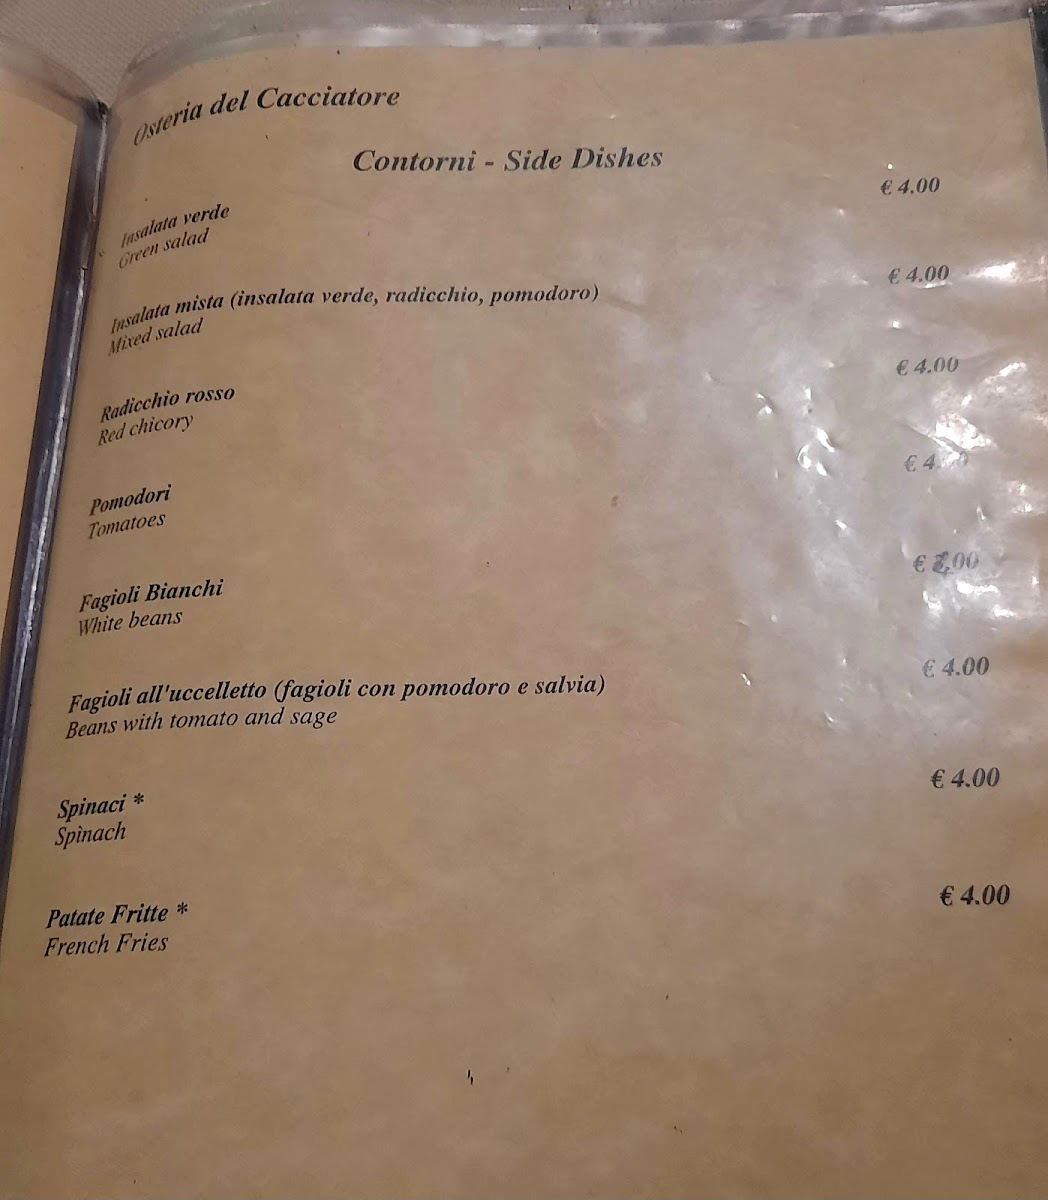 Osteria del Cacciatore
Contorni - Side Dishes
Insalata verde € 4.00
Green salad
Insalata mista (insalata verde, radicchio, pomodoro) € 4.00
Mixed salad
Radicchio rosso € 4.00
Red chicory
Pomodori €
Tomatoes
Fagioli Bianchi €
White beans
Fagioli all'uccelletto (fagioli con pomodoro e salvia) € 4.00
Beans with tomato and sage
Spinaci * € 4.00
Spinach
Patate Fritte * € 4.00
French Fries